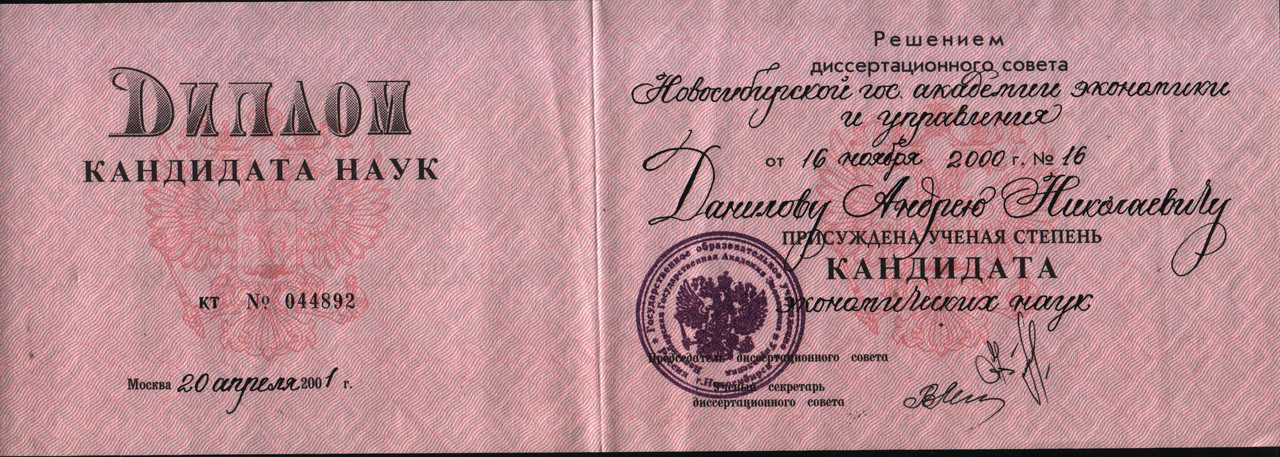 Диплом
КАНДИДАТА НАУК
КТ № 044892
Москва 20 апреля 2001 г.
Решением
диссертационного совета
Новосибирской гос. академии экономики
и управления
от 16 ноября 2000 г. № 16
Данилову Андрею Николаевичу
ПРИСУЖДЕНА УЧЕНАЯ СТЕПЕНЬ
КАНДИДАТА
экономических наук
Председатель диссертационного совета
Ученый секретарь
диссертационного совета